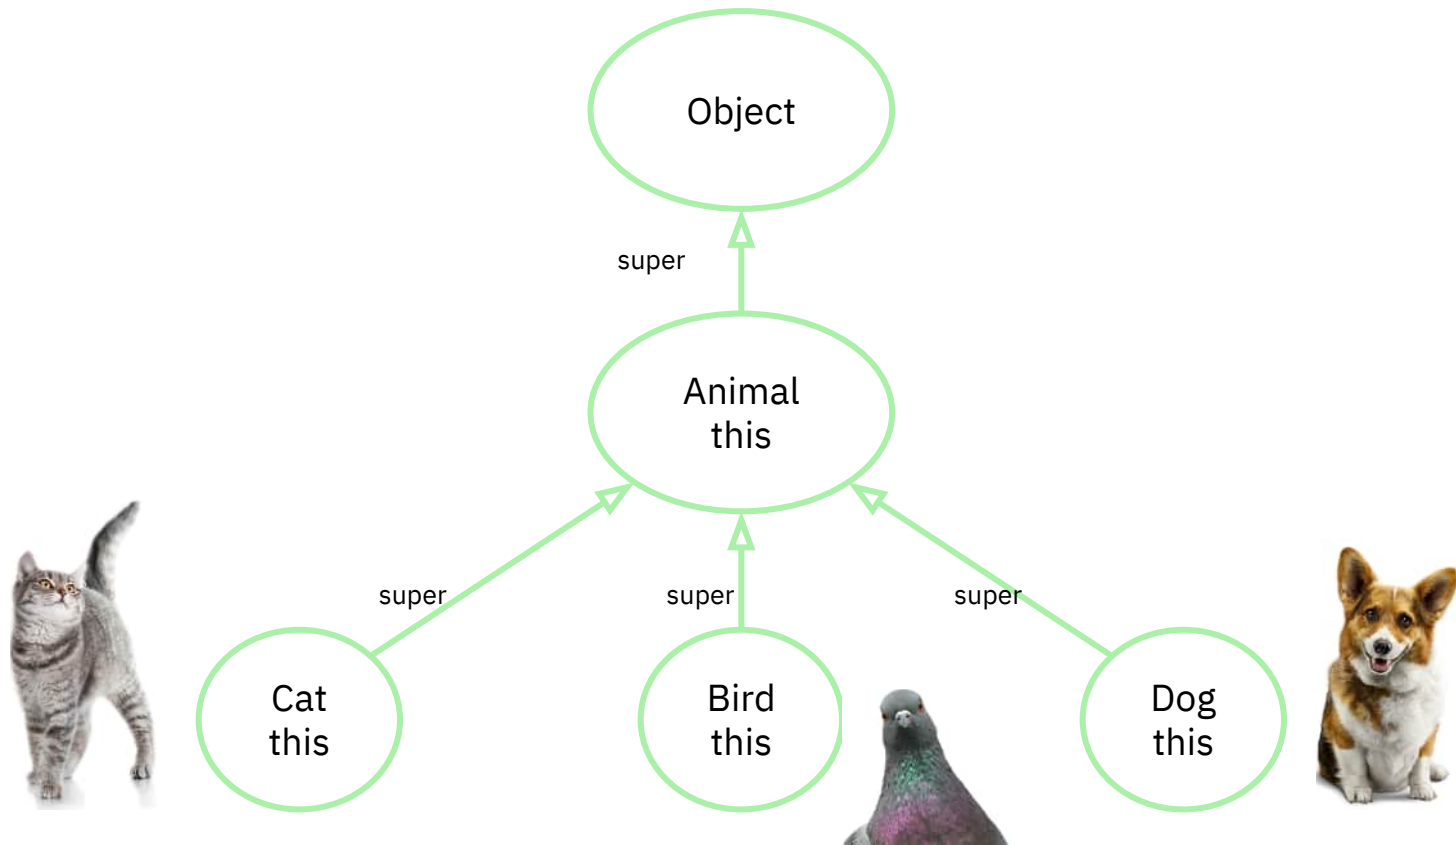 Object
super
Animal
this
super
super
super
Cat
this
Bird
this
Dog
this